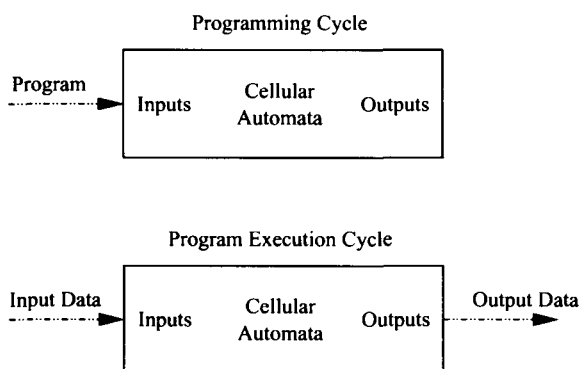 Programming Cycle
Program
Inputs
Cellular
Automata
Outputs
Program Execution Cycle
Input Data
Inputs
Cellular
Automata
Outputs
Output Data